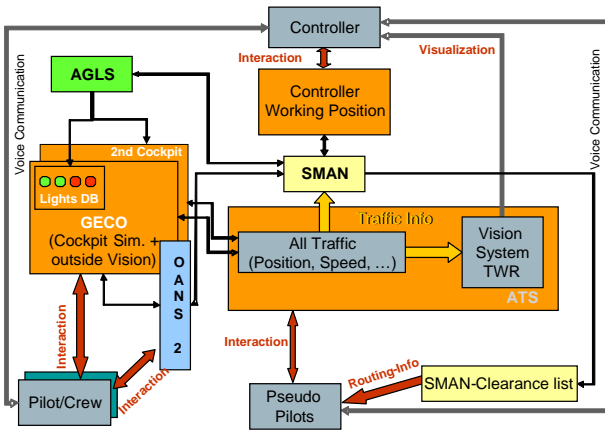 Controller
Visualization
Interaction
Voice Communication
Voice Communication
AGLS
Controller
Working Position
2nd Cockpit
SMAN
Lights DB
GECO
(Cockpit Sim. +
outside Vision)
Traffic Info
All Traffic
(Position, Speed, …)
Vision
System
TWR
ATS
O
A
N
S
2
Interaction
Interaction
Interaction
Routing-Info
Pilot/Crew
Pseudo
Pilots
SMAN-Clearance list